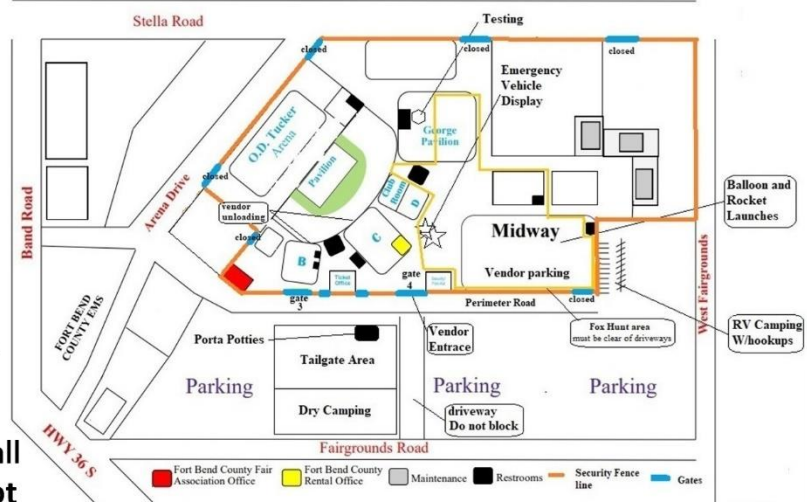 Stella Road
Testing
closed
closed
closed
Emergency
Vehicle
Display
O.D. Tucker
Arena
George
Pavilion
Pavilion
closed
Band Road
Arena Drive
Club
Room
D
vendor
unloading
Balloon and
Rocket
Launches
closed
C
B
Midway
Vendor parking
Ticket
Office
gate
3
gate
4
closed
Perimeter Road
West Fairgrounds
FORT BEND
COUNTY EMS
Porta Potties
Vendor
Entrace
Fox Hunt area
must be clear of driveways
RV Camping
W/hookups
Tailgate Area
Parking
Parking
Parking
Dry Camping
driveway
Do not block
HWY 36 S
Fairgrounds Road
all
pt
Fort Bend County Fair
Association Office
Fort Bend County
Rental Office
Maintenance
Restrooms
Security Fence
line
Gates